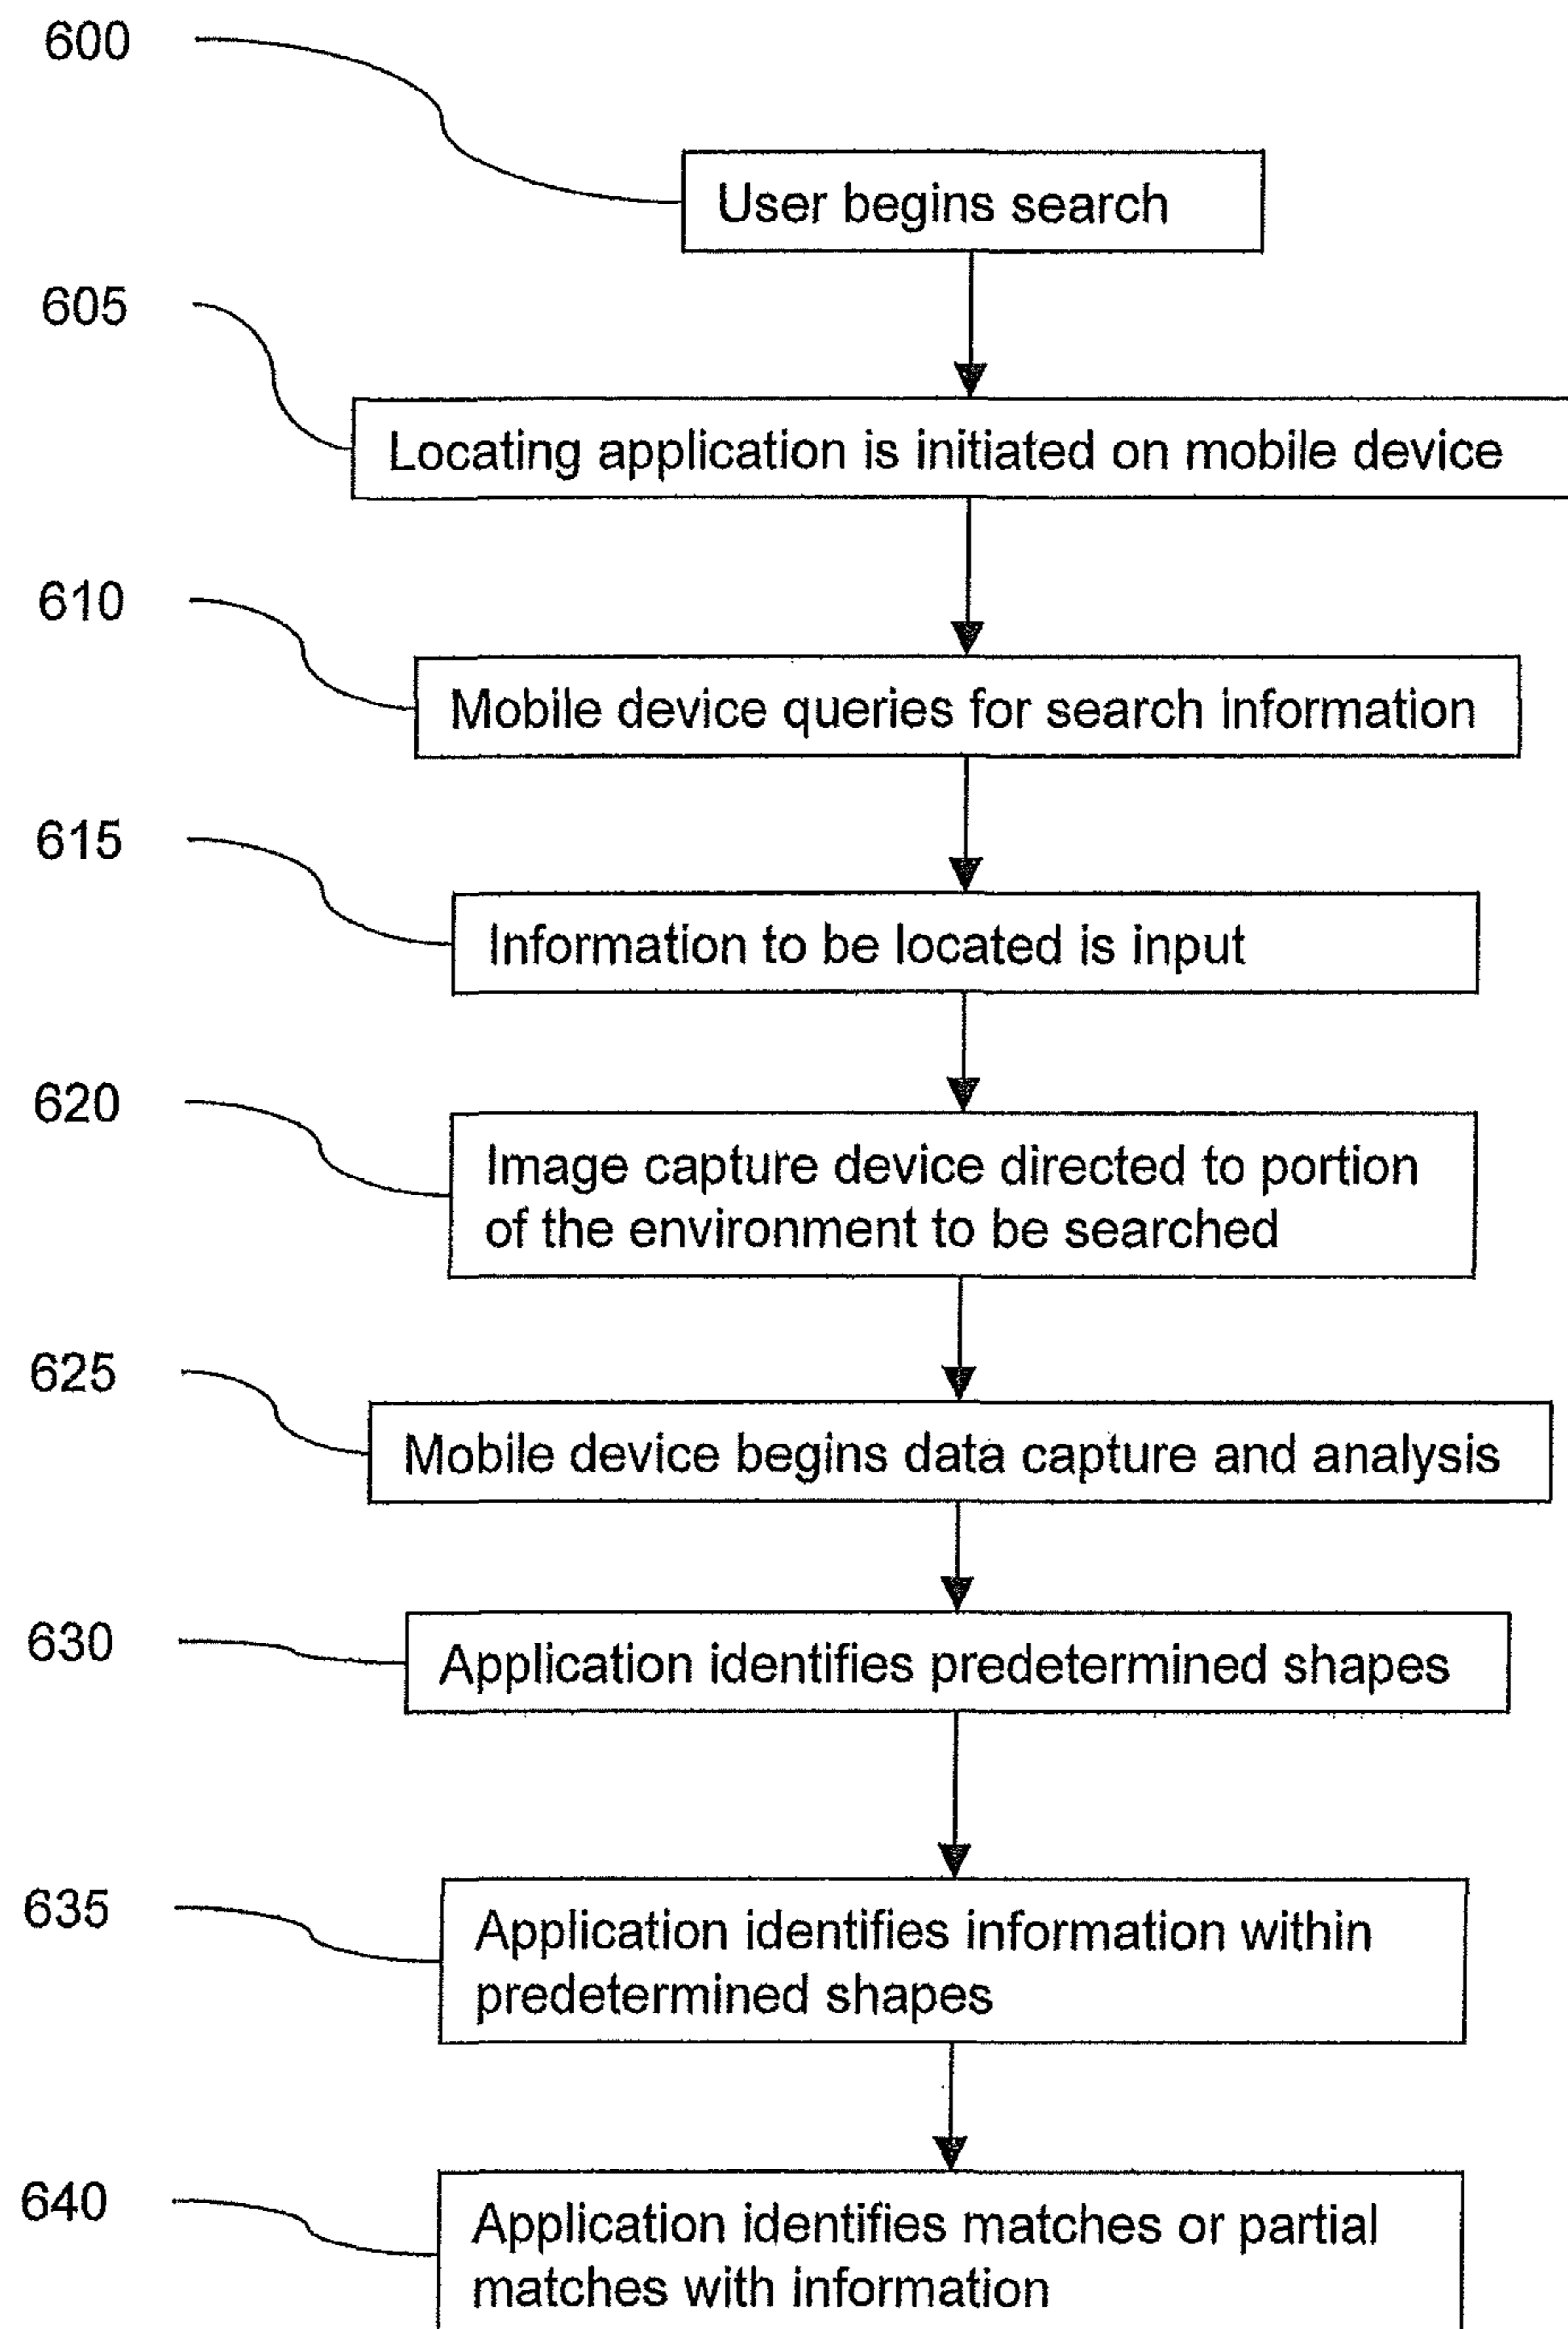 600
User begins search
605
Locating application is initiated on mobile device
610
Mobile device queries for search information
615
Information to be located is input
620
Image capture device directed to portion
of the environment to be searched
625
Mobile device begins data capture and analysis
630
Application identifies predetermined shapes
635
Application identifies information within
predetermined shapes
640
Application identifies matches or partial
matches with information